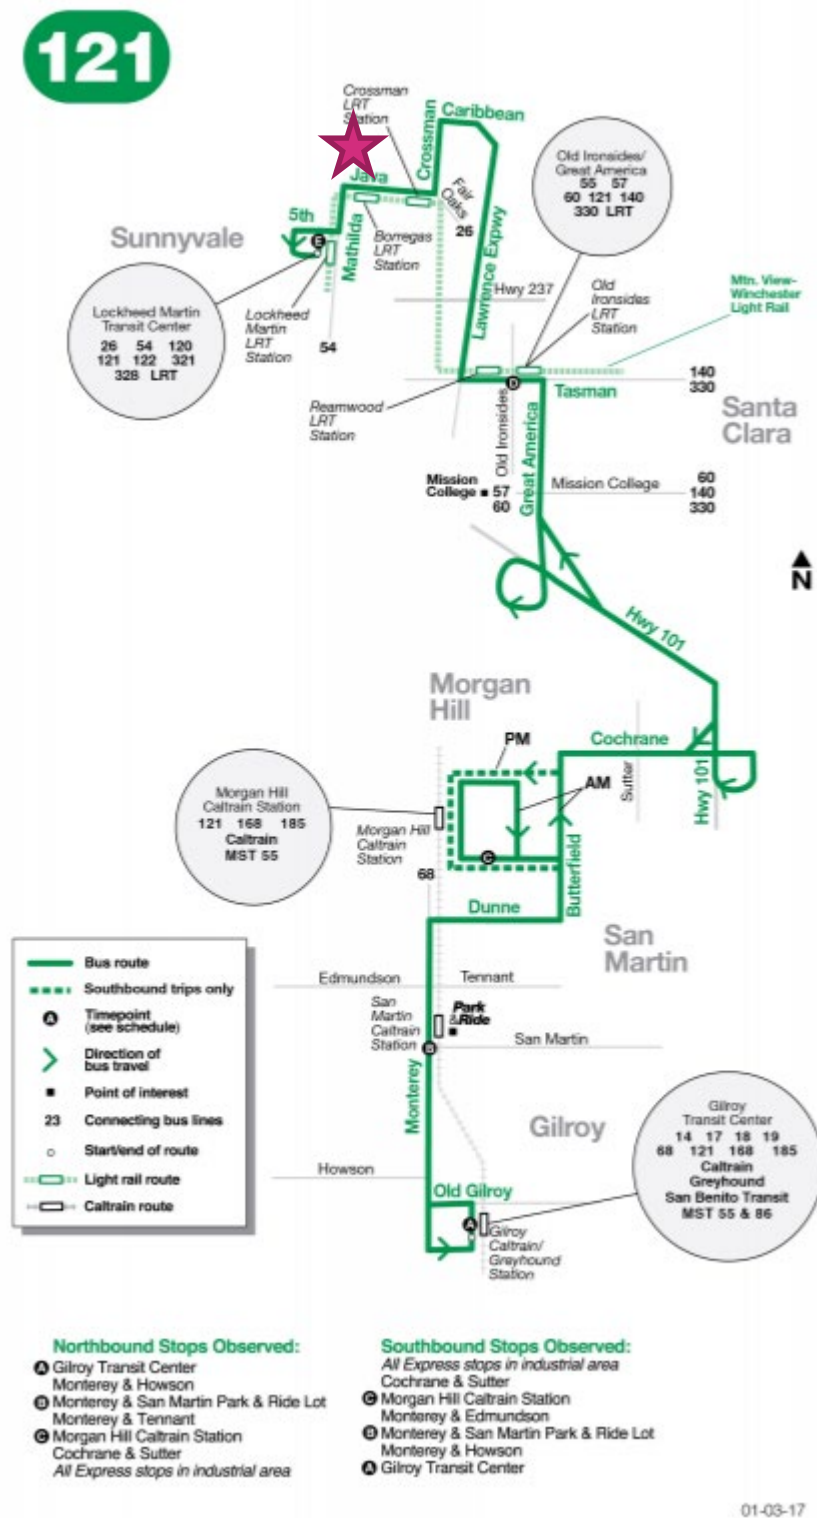 121
Crossman
LRT
Station
Crossman
Caribbean
Java
Fair
Oaks
26
Lawrence Expwy
Old Ironsides/
Great America
55 57
60 121 140
330 LRT
5th
Sunnyvale
E
Mathilda
Borregas
LRT
Station
Hwy 237
Old
Ironsides
LRT
Station
Mtn. View-
Winchester
Light Rail
Lockheed Martin
Transit Center
26 54 120
121 122 321
328 LRT
Lockheed
Martin
LRT
Station
54
Reamwood
LRT
Station
D
Tasman
140
330
Santa
Clara
Old Ironsides
Great America
Mission
College
57
60
Mission College
60
140
330
N
Hwy 101
Morgan
Hill
PM
Cochrane
AM
Sutter
Hwy 101
Morgan Hill
Caltrain Station
121 168 185
Caltrain
MST 55
Morgan Hill
Caltrain
Station
68
C
Butterfield
Dunne
San
Martin
Edmundson
Tennant
San
Martin
Caltrain
Station
Park
&Ride
B
San Martin
Monterey
Gilroy
Howson
Old Gilroy
A
Gilroy
Caltrain/
Greyhound
Station
Gilroy
Transit Center
14 17 18 19
68 121 168 185
Caltrain
Greyhound
San Benito Transit
MST 55 & 86
Bus route
Southbound trips only
A Timepoint
(see schedule)
Direction of
bus travel
Point of interest
23 Connecting bus lines
Start/end of route
Light rail route
Caltrain route
Northbound Stops Observed:
A Gilroy Transit Center
Monterey & Howson
B Monterey & San Martin Park & Ride Lot
Monterey & Tennant
C Morgan Hill Caltrain Station
Cochrane & Sutter
All Express stops in industrial area
Southbound Stops Observed:
All Express stops in industrial area
Cochrane & Sutter
C Morgan Hill Caltrain Station
Monterey & Edmundson
B Monterey & San Martin Park & Ride Lot
Monterey & Howson
A Gilroy Transit Center
01-03-17